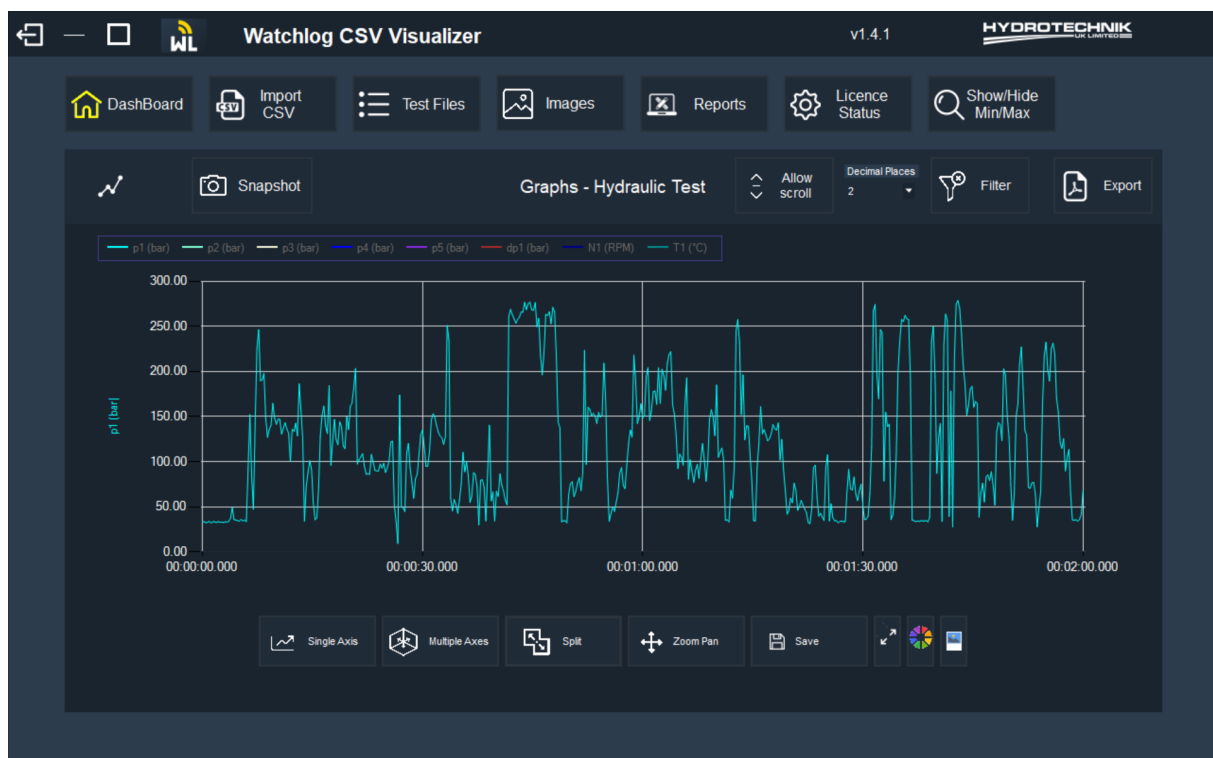 WL
Watchlog CSV Visualizer
v1.4.1
HYDROTECHNIK
UK LIMITED
DashBoard
CSV
Import
CSV
Test Files
Images
Reports
Licence
Status
Show/Hide
Min/Max
Snapshot
Graphs - Hydraulic Test
Allow
scroll
Decimal Places
2
Filter
Export
p1 (bar) p2 (bar) p3 (bar) p4 (bar) p5 (bar) dp1 (bar) N1 (RPM) T1 (°C)
300.00
250.00
200.00
150.00
100.00
50.00
0.00
p1 [bar]
00:00:00.000 00:00:30.000 00:01:00.000 00:01:30.000 00:02:00.000
Single Axis
Multiple Axes
Split
Zoom Pan
Save